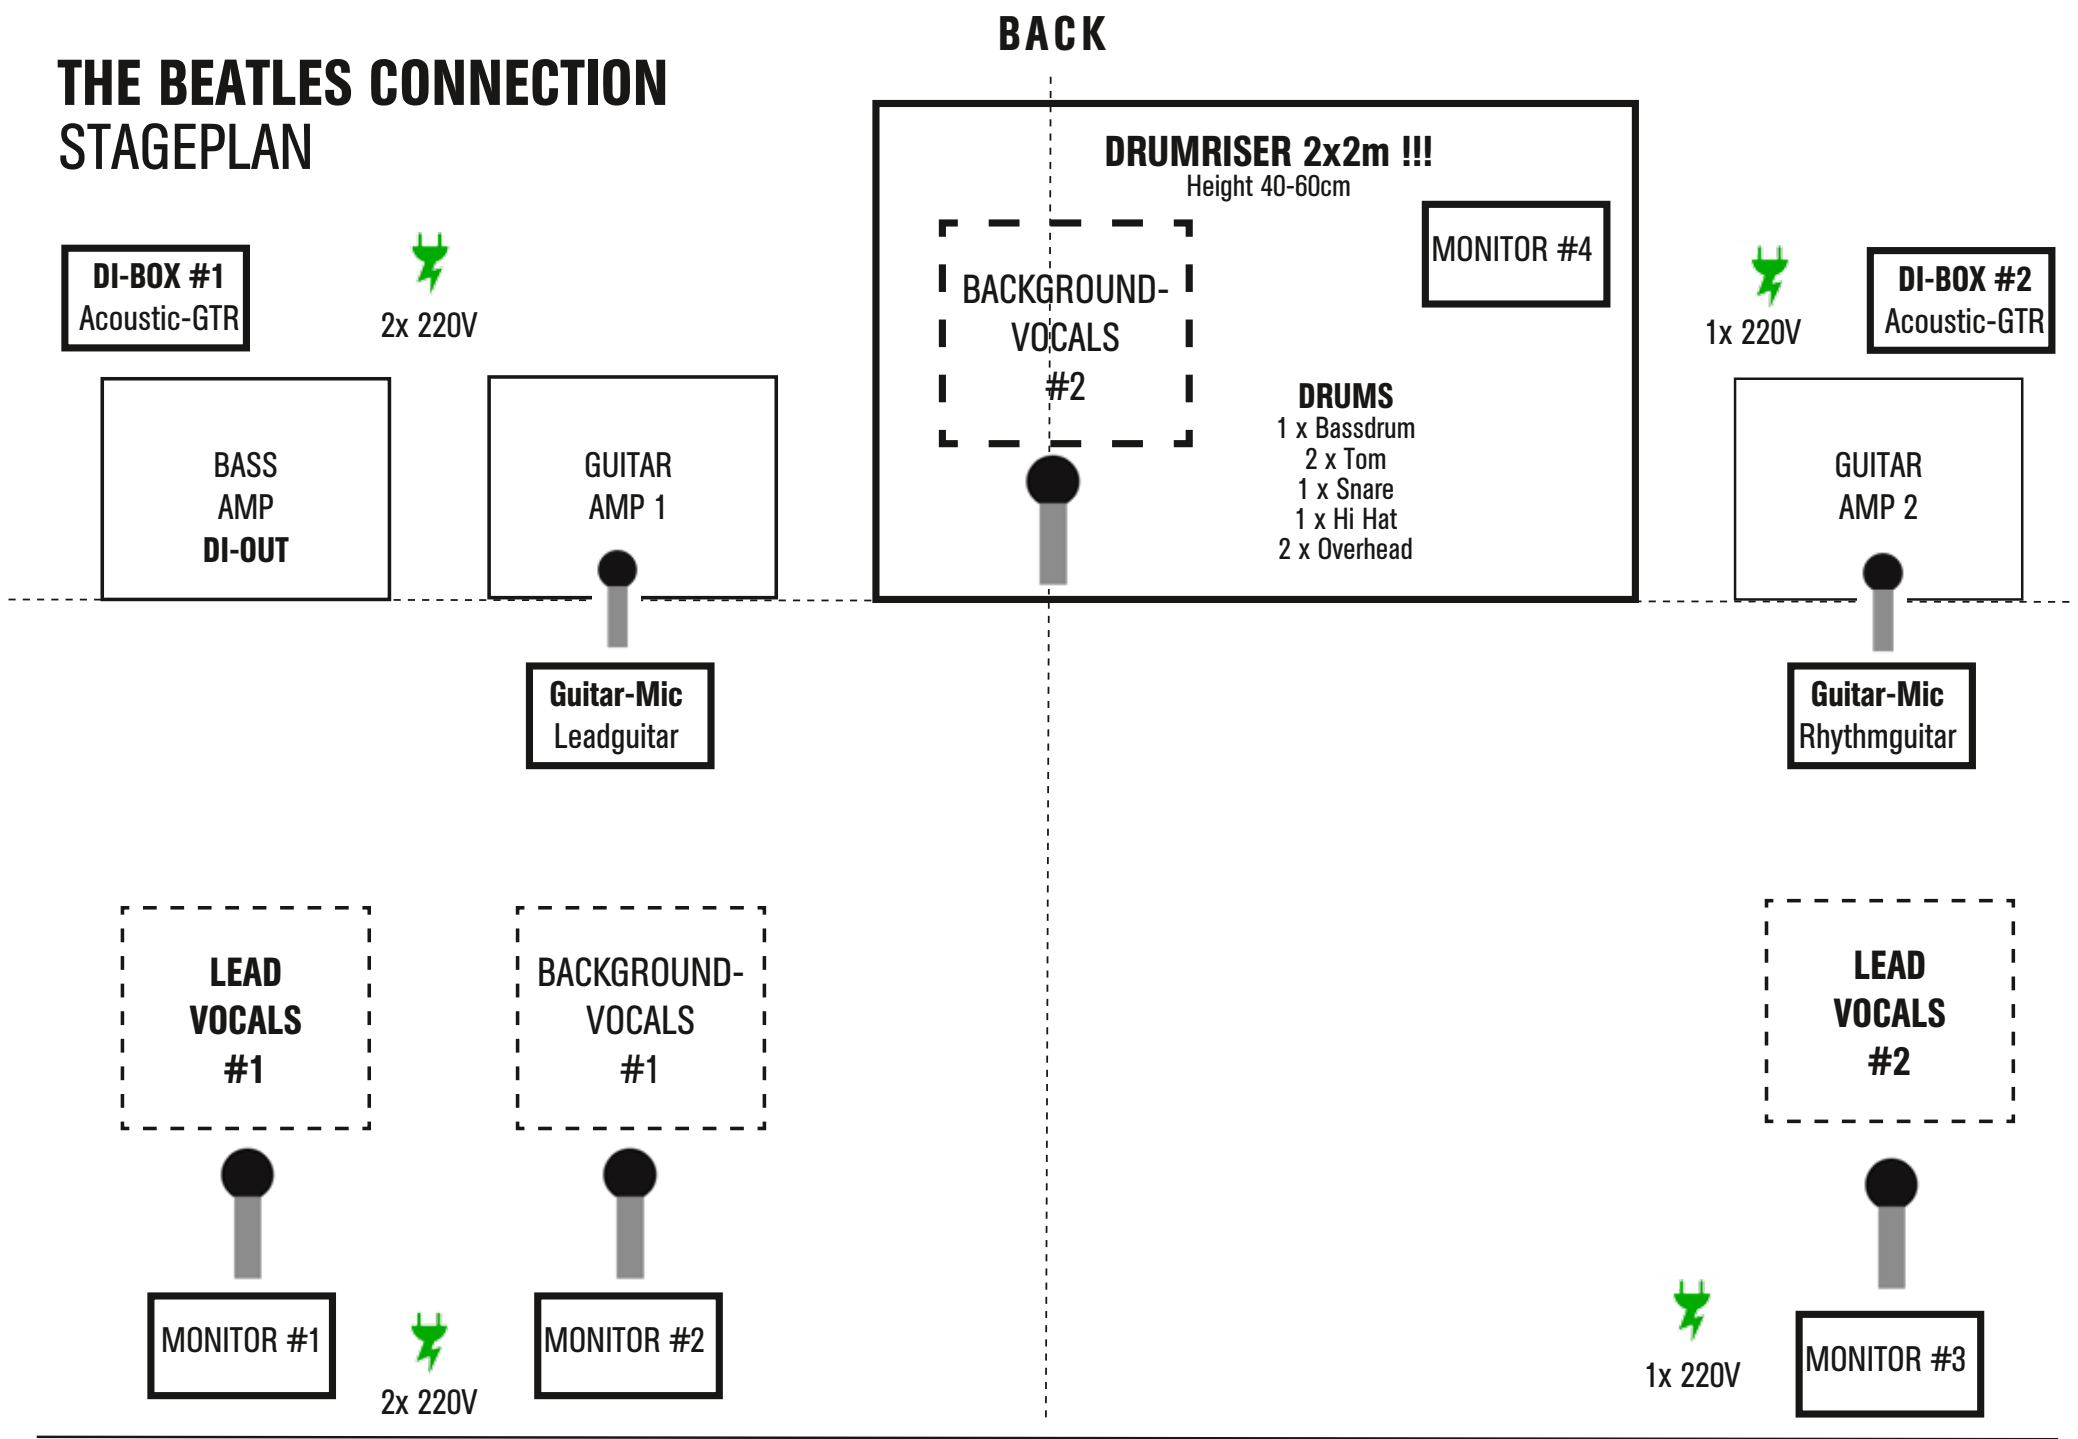 BACK
THE BEATLES CONNECTION
STAGEPLAN
DRUMRISER 2x2m !!!
Height 40-60cm
DI-BOX #1
Acoustic-GTR
2x 220V
BACKGROUND-
VOCALS
#2
MONITOR #4
1x 220V
DI-BOX #2
Acoustic-GTR
BASS
AMP
DI-OUT
GUITAR
AMP 1
DRUMS
1 x Bassdrum
2 x Tom
1 x Snare
1 x Hi Hat
2 x Overhead
GUITAR
AMP 2
Guitar-Mic
Leadguitar
Guitar-Mic
Rhythmguitar
LEAD
VOCALS
#1
BACKGROUND-
VOCALS
#1
LEAD
VOCALS
#2
MONITOR #1
2x 220V
MONITOR #2
1x 220V
MONITOR #3